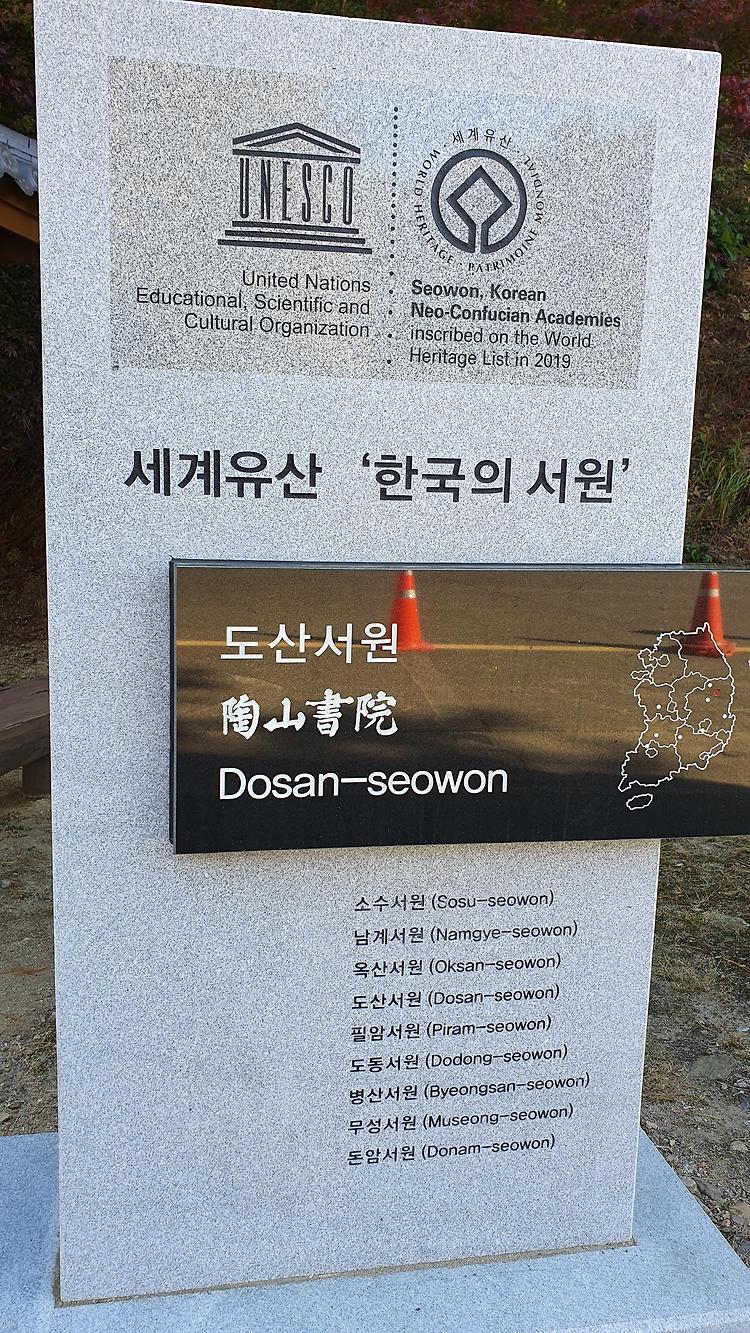 UNESCO
United Nations
Educational, Scientific and
Cultural Organization
· 세계유산 · WORLD HERITAGE · PATRIMOINE MONDIAL
Seowon, Korean
Neo-Confucian Academies
inscribed on the World
Heritage List in 2019
세계유산 ‘한국의 서원’
도산서원
陶山書院
Dosan-seowon
소수서원 (Sosu-seowon)
남계서원 (Namgye-seowon)
옥산서원 (Oksan-seowon)
도산서원 (Dosan-seowon)
필암서원 (Piram-seowon)
도동서원 (Dodong-seowon)
병산서원 (Byeongsan-seowon)
무성서원 (Museong-seowon)
돈암서원 (Donam-seowon)